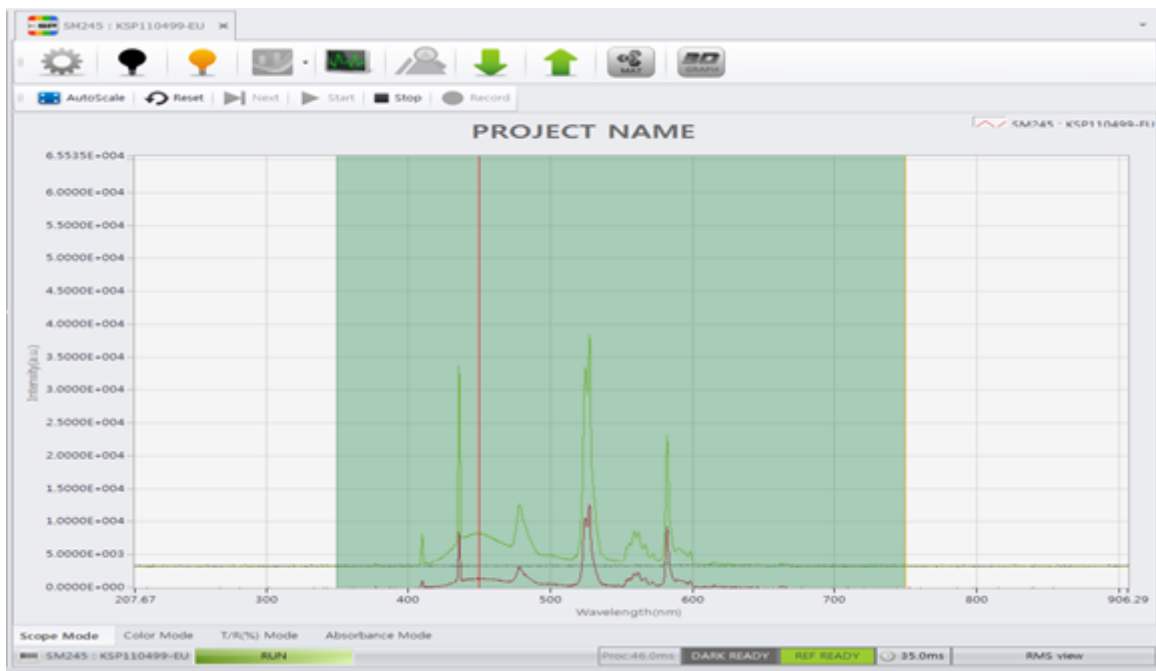 SM245 : KSP110499-EU
MAT
3D
GRAPH
AutoScale Reset Next Start Stop Record
PROJECT NAME
SM245 : KSP110499-EU
6.5535E+004
6.0000E+004
5.5000E+004
5.0000E+004
4.5000E+004
4.0000E+004
3.5000E+004
3.0000E+004
2.5000E+004
2.0000E+004
1.5000E+004
1.0000E+004
5.0000E+003
0.0000E+000
Intensity(a.u.)
207.67 300 400 500 600 700 800 906.29
Wavelength(nm)
Scope Mode Color Mode T/R(%) Mode Absorbance Mode
SM245 : KSP110499-EU RUN Proc:46.0ms DARK READY REF READY 35.0ms RMS view